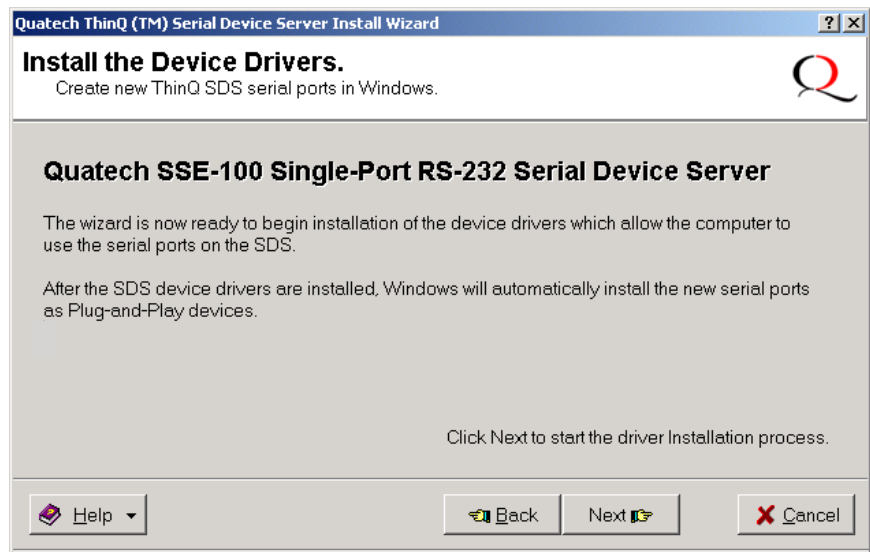 Quatech ThinQ (TM) Serial Device Server Install Wizard
Install the Device Drivers.
Create new ThinQ SDS serial ports in Windows.
Quatech SSE-100 Single-Port RS-232 Serial Device Server
The wizard is now ready to begin installation of the device drivers which allow the computer to
use the serial ports on the SDS.
After the SDS device drivers are installed, Windows will automatically install the new serial ports
as Plug-and-Play devices.
Click Next to start the driver Installation process.
Help
Back
Next
Cancel